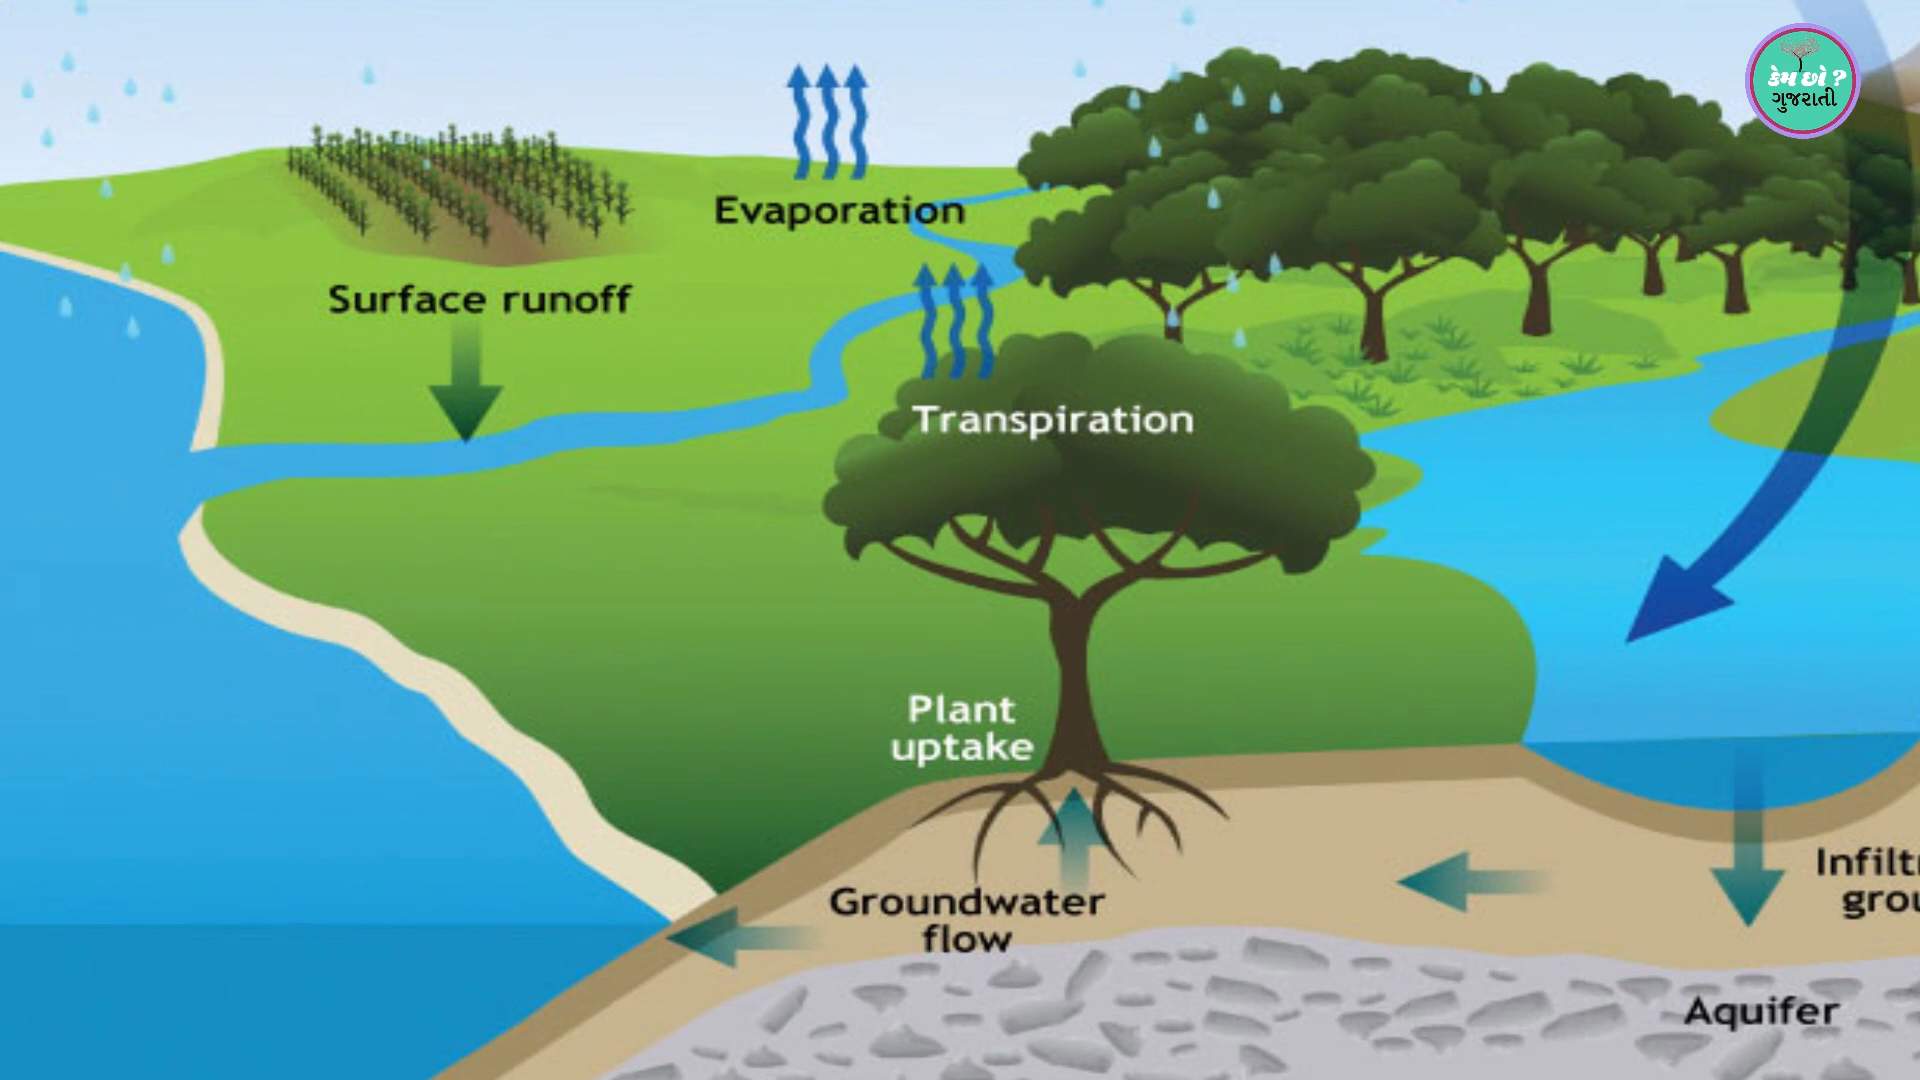 કેમ છો?
ગુજરાતી
Evaporation
Surface runoff
Transpiration
Plant
uptake
Groundwater
flow
Aquifer